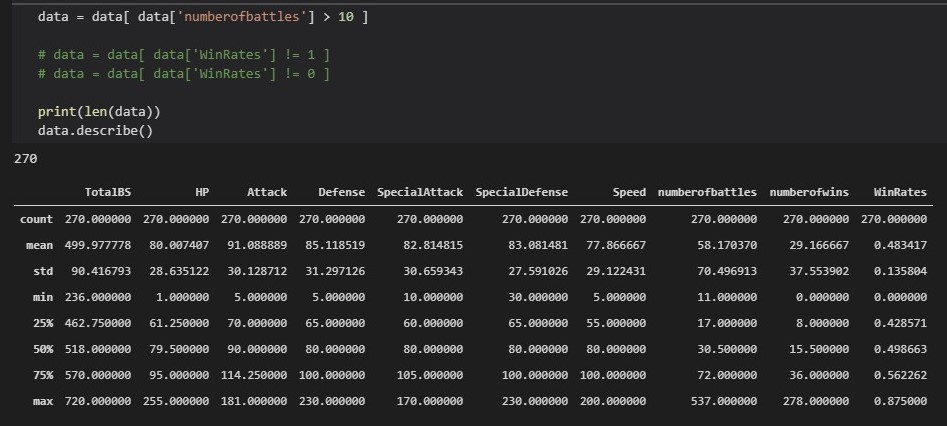 data = data[ data['numberofbattles'] > 10 ]
# data = data[ data['WinRates'] != 1 ]
# data = data[ data['WinRates'] != 0 ]
print(len(data))
data.describe()
270
TotalBS HP Attack Defense SpecialAttack SpecialDefense Speed numberofbattles numberofwins WinRates
count 270.000000 270.000000 270.000000 270.000000 270.000000 270.000000 270.000000 270.000000 270.000000 270.000000
mean 499.977778 80.007407 91.088889 85.118519 82.814815 83.081481 77.866667 58.170370 29.166667 0.483417
std 90.416793 28.635122 30.128712 31.297126 30.659343 27.591026 29.122431 70.496913 37.553902 0.135804
min 236.000000 1.000000 5.000000 5.000000 10.000000 30.000000 5.000000 11.000000 0.000000 0.000000
25% 462.750000 61.250000 70.000000 65.000000 60.000000 65.000000 55.000000 17.000000 8.000000 0.428571
50% 518.000000 79.500000 90.000000 80.000000 80.000000 80.000000 80.000000 30.500000 15.500000 0.498663
75% 570.000000 95.000000 114.250000 100.000000 105.000000 100.000000 100.000000 72.000000 36.000000 0.562262
max 720.000000 255.000000 181.000000 230.000000 170.000000 230.000000 200.000000 537.000000 278.000000 0.875000